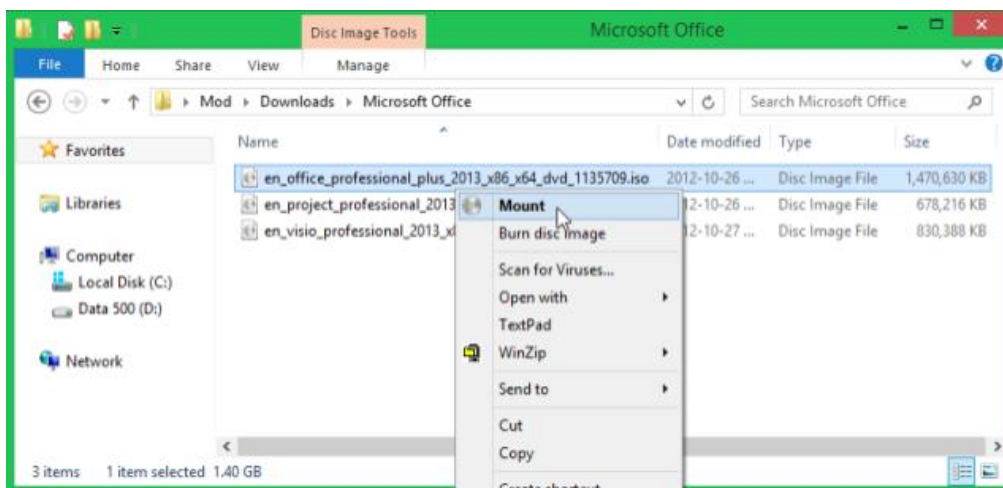 Disc Image Tools
Microsoft Office
File Home Share View Manage
Mod Downloads Microsoft Office Search Microsoft Office
Name Date modified Type Size
Favorites
en_office_professional_plus_2013_x86_x64_dvd_1135709.iso 2012-10-26 ... Disc Image File 1,470,630 KB
Libraries
en_project_professional_2013 12-10-26 ... Disc Image File 678,216 KB
en_visio_professional_2013_x 12-10-27 ... Disc Image File 830,388 KB
Computer
Local Disk (C:)
Data 500 (D:)
Network
Mount
Burn disc image
Scan for Viruses...
Open with
TextPad
WinZip
Send to
Cut
Copy
3 items 1 item selected 1.40 GB